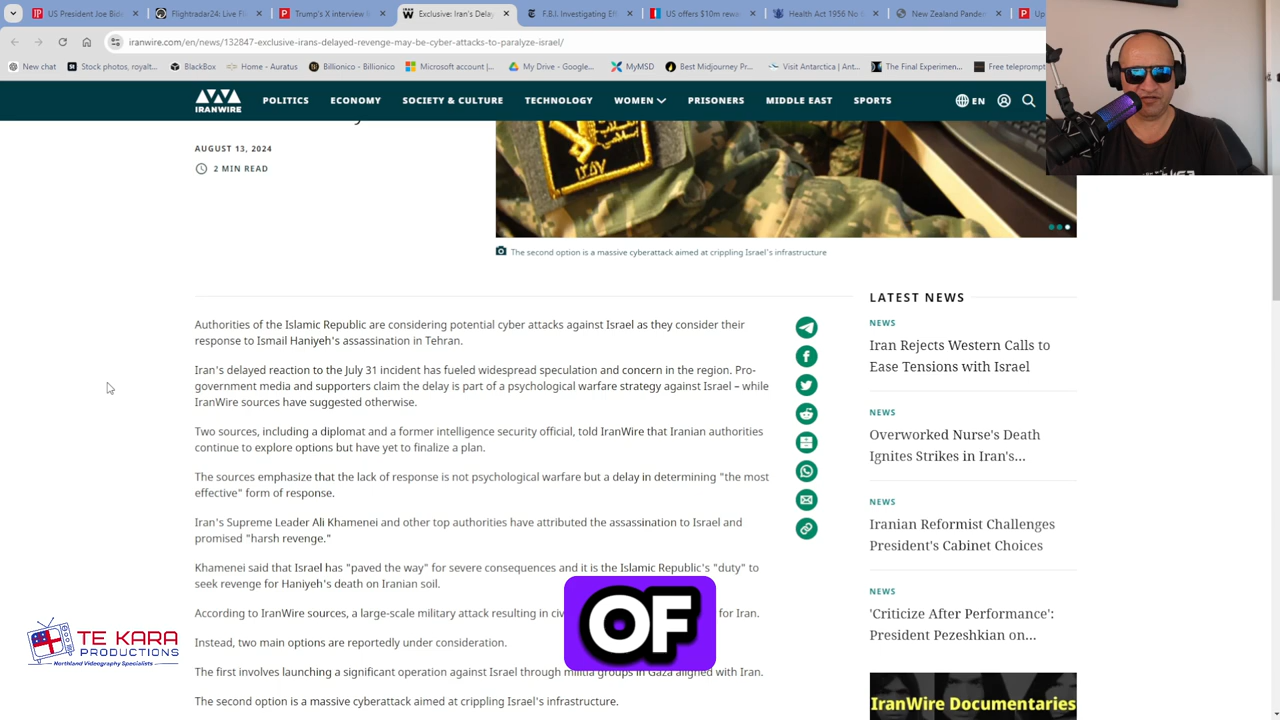 US President Joe Bid
Flightradar24: Live Fl
Trump's X interview
Exclusive: Iran's Dela
F.B.I. Investigating Eff
US offers $10m rewa
Health Act 1956 No
New Zealand Pande
Up
iranwire.com/en/news/132847-exclusive-irans-delayed-revenge-may-be-cyber-attacks-to-paralyze-israel/
New chat
Stock photos, royalt...
BlackBox
Home - Auratus
Billionico - Billionico
Microsoft account |...
My Drive - Google...
MyMSD
Best Midjourney Pr...
Visit Antarctica | Ant...
The Final Experimen...
Free teleprompt
IRANWIRE
POLITICS
ECONOMY
SOCIETY & CULTURE
TECHNOLOGY
WOMEN
PRISONERS
MIDDLE EAST
SPORTS
EN
AUGUST 13, 2024
2 MIN READ
١٣٥٧
The second option is a massive cyberattack aimed at crippling Israel's infrastructure
Authorities of the Islamic Republic are considering potential cyber attacks against Israel as they consider their
response to Ismail Haniyeh's assassination in Tehran.
Iran's delayed reaction to the July 31 incident has fueled widespread speculation and concern in the region. Pro-
government media and supporters claim the delay is part of a psychological warfare strategy against Israel – while
IranWire sources have suggested otherwise.
Two sources, including a diplomat and a former intelligence security official, told IranWire that Iranian authorities
continue to explore options but have yet to finalize a plan.
The sources emphasize that the lack of response is not psychological warfare but a delay in determining "the most
effective" form of response.
Iran's Supreme Leader Ali Khamenei and other top authorities have attributed the assassination to Israel and
promised "harsh revenge."
Khamenei said that Israel has "paved the way" for severe consequences and it is the Islamic Republic's "duty" to
seek revenge for Haniyeh's death on Iranian soil.
According to IranWire sources, a large-scale military attack resulting in for Iran.
Instead, two main options are reportedly under consideration.
The first involves launching a significant operation against Israel through militia groups in Gaza aligned with Iran.
The second option is a massive cyberattack aimed at crippling Israel's infrastructure.
OF
LATEST NEWS
NEWS
Iran Rejects Western Calls to
Ease Tensions with Israel
NEWS
Overworked Nurse's Death
Ignites Strikes in Iran's...
NEWS
Iranian Reformist Challenges
President's Cabinet Choices
NEWS
'Criticize After Performance':
President Pezeshkian on...
IranWire Documentaries
TE KARA
PRODUCTIONS
Northland Videography Specialists